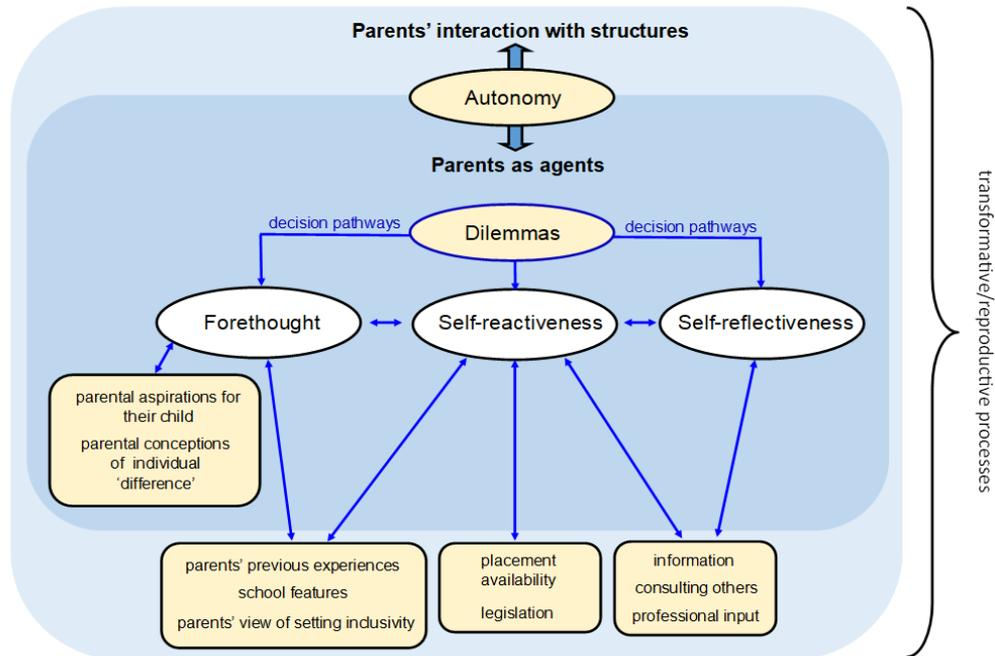 Parents' interaction with structures
Autonomy
Parents as agents
decision pathways
Dilemmas
decision pathways
Forethought
Self-reactiveness
Self-reflectiveness
parental aspirations for
their child
parental conceptions
of individual
'difference'
parents' previous experiences
school features
parents' view of setting inclusivity
placement
availability
legislation
information
consulting others
professional input
transformative/reproductive processes